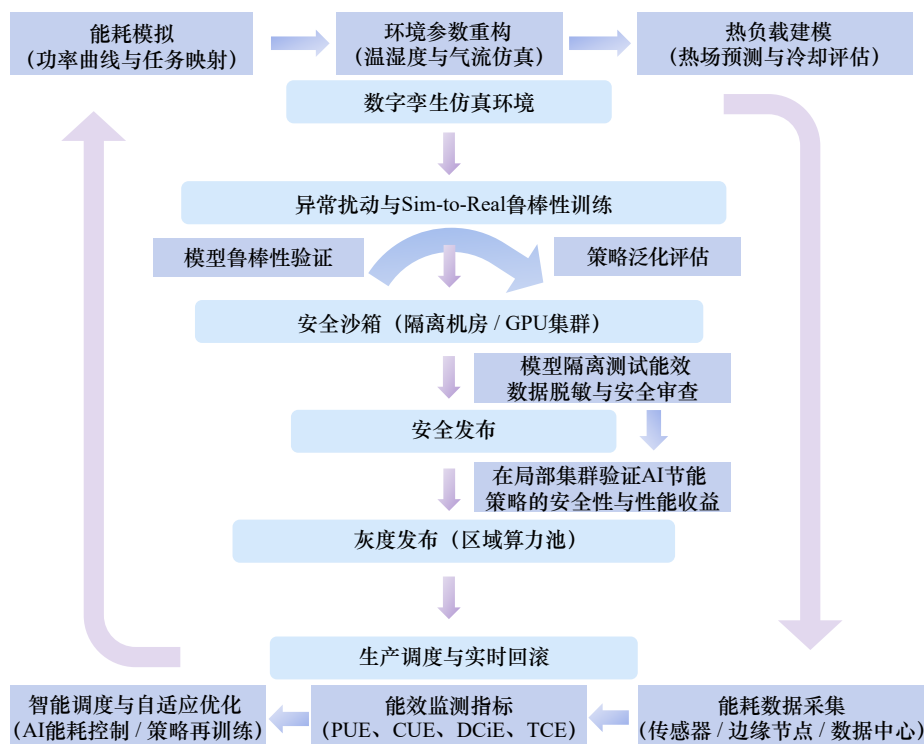 能耗模拟
(功率曲线与任务映射)
环境参数重构
(温湿度与气流仿真)
热负载建模
(热场预测与冷却评估)
数字孪生仿真环境
异常扰动与Sim-to-Real鲁棒性训练
模型鲁棒性验证
策略泛化评估
安全沙箱（隔离机房 / GPU集群）
模型隔离测试能效
数据脱敏与安全审查
安全发布
在局部集群验证AI节能
策略的安全性与性能收益
灰度发布（区域算力池）
生产调度与实时回滚
智能调度与自适应优化
(AI能耗控制 / 策略再训练)
能效监测指标
(PUE、CUE、DCiE、TCE)
能耗数据采集
(传感器 / 边缘节点 / 数据中心)